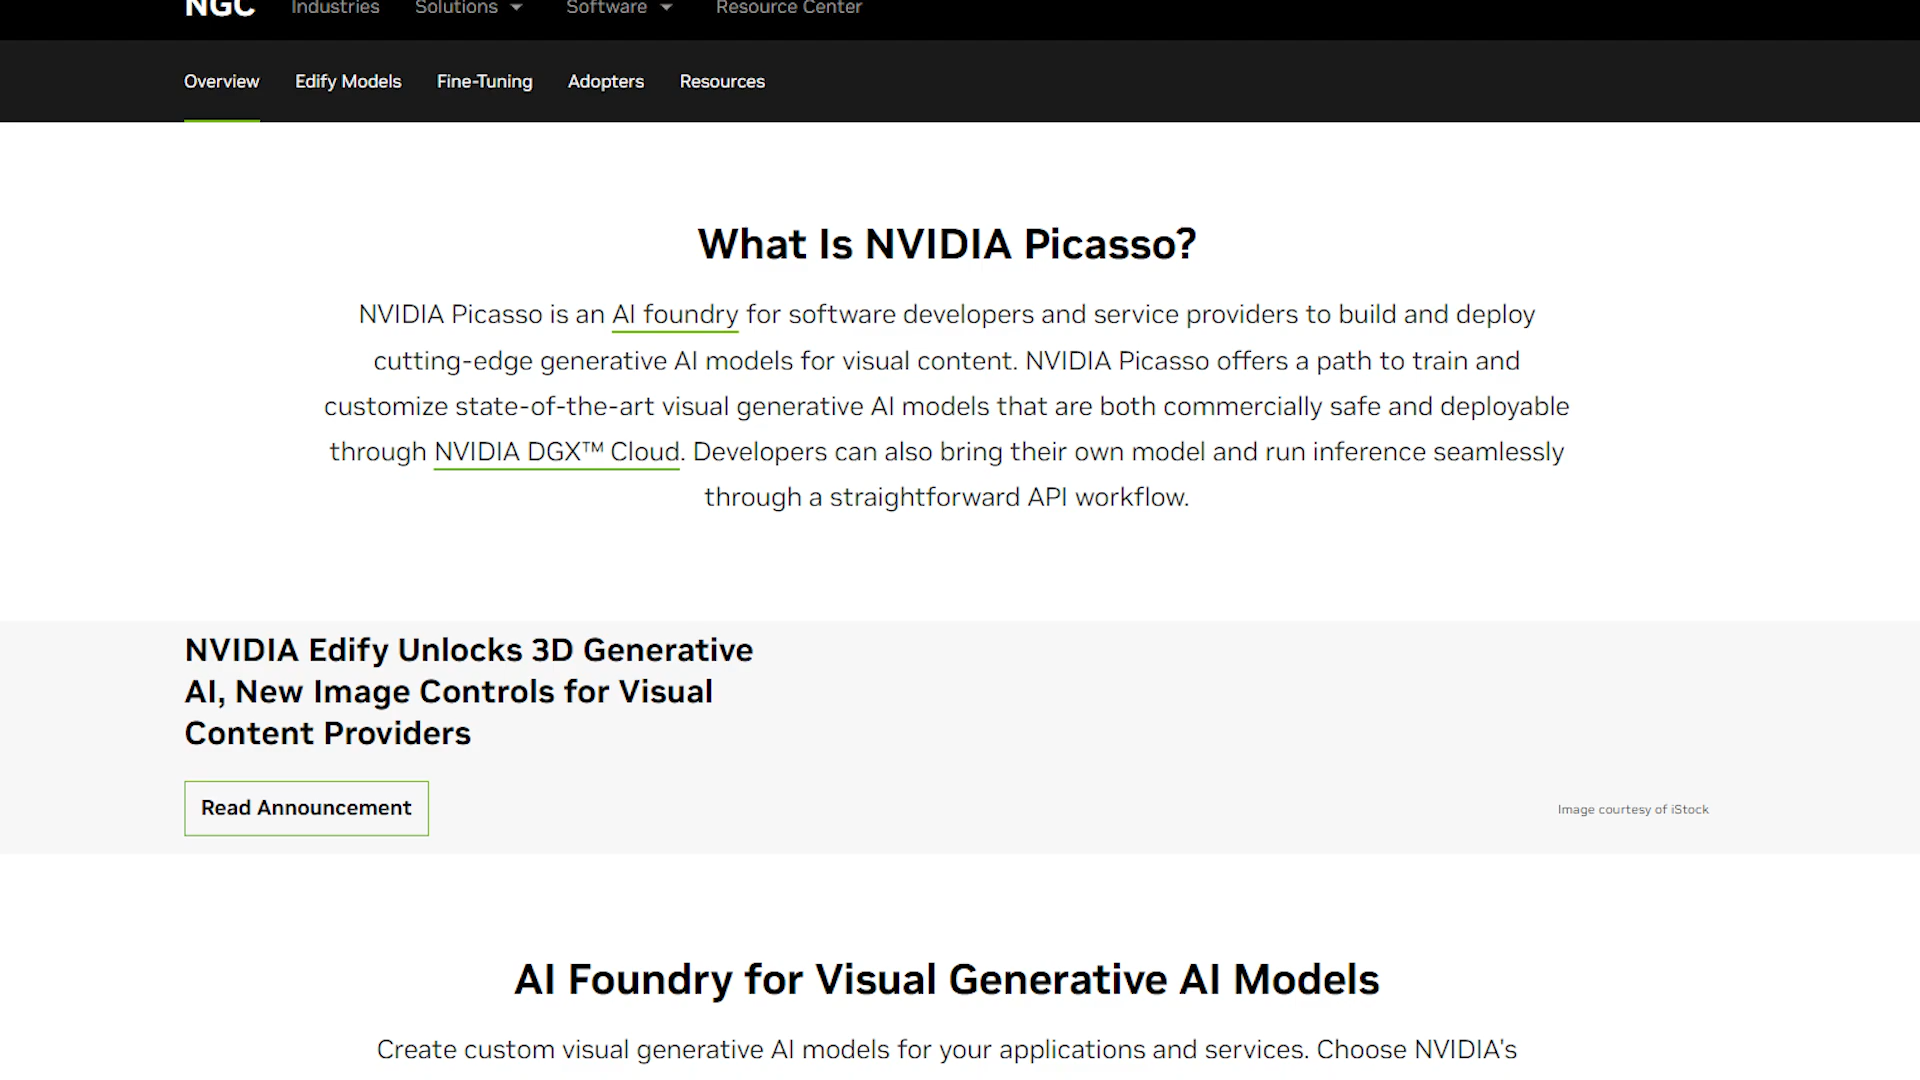 NGC Industries Solutions Software Resource Center
Overview Edify Models Fine-Tuning Adopters Resources
What Is NVIDIA Picasso?
NVIDIA Picasso is an AI foundry for software developers and service providers to build and deploy
cutting-edge generative AI models for visual content. NVIDIA Picasso offers a path to train and
customize state-of-the-art visual generative AI models that are both commercially safe and deployable
through NVIDIA DGX™ Cloud. Developers can also bring their own model and run inference seamlessly
through a straightforward API workflow.
NVIDIA Edify Unlocks 3D Generative
AI, New Image Controls for Visual
Content Providers
Read Announcement
Image courtesy of iStock
AI Foundry for Visual Generative AI Models
Create custom visual generative AI models for your applications and services. Choose NVIDIA's